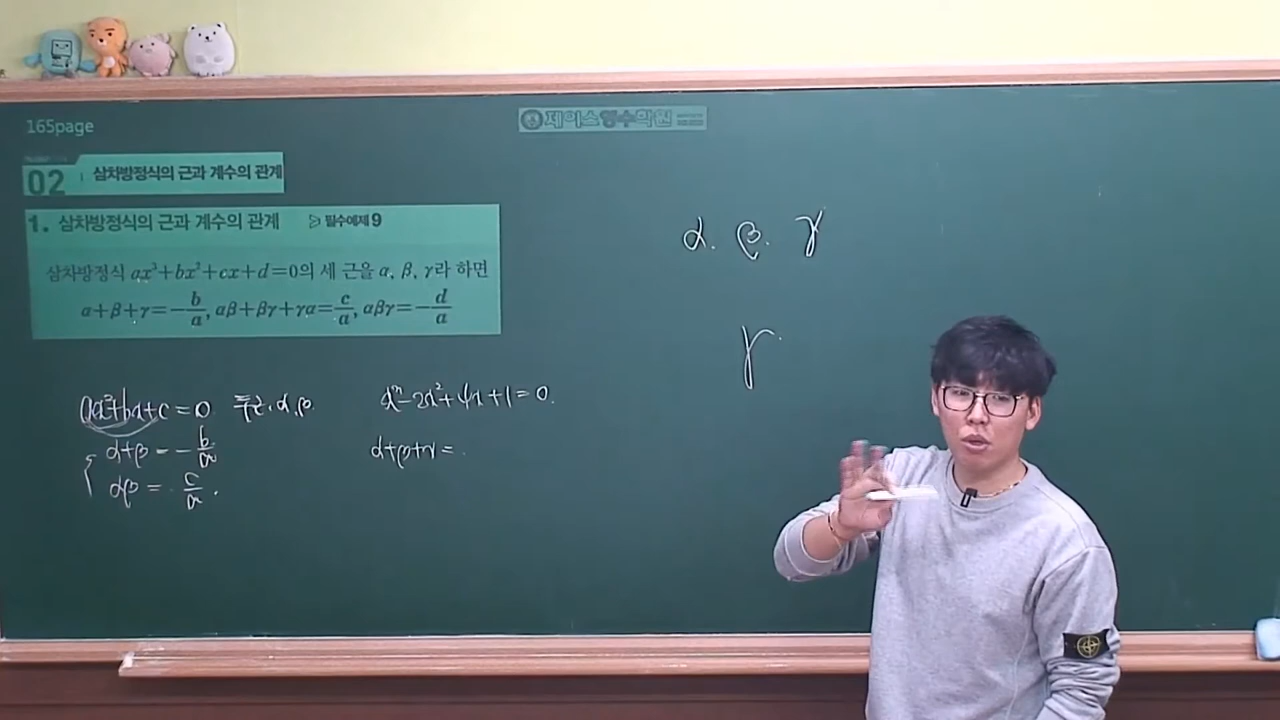 165page
제이스영수학원
02 삼차방정식의 근과 계수의 관계
1. 삼차방정식의 근과 계수의 관계 ▷ 필수예제 9
삼차방정식 ax³+bx²+cx+d=0의 세 근을 α, β, γ라 하면
α+β+γ=-b/a, αβ+βγ+γα=c/a, αβγ=-d/a
α. β. γ
γ
ax²+bx+c=0 두근. α, β.
α+β=-b/a
αβ=c/a.
x³-2x²+4x+1=0.
α+β+γ=.